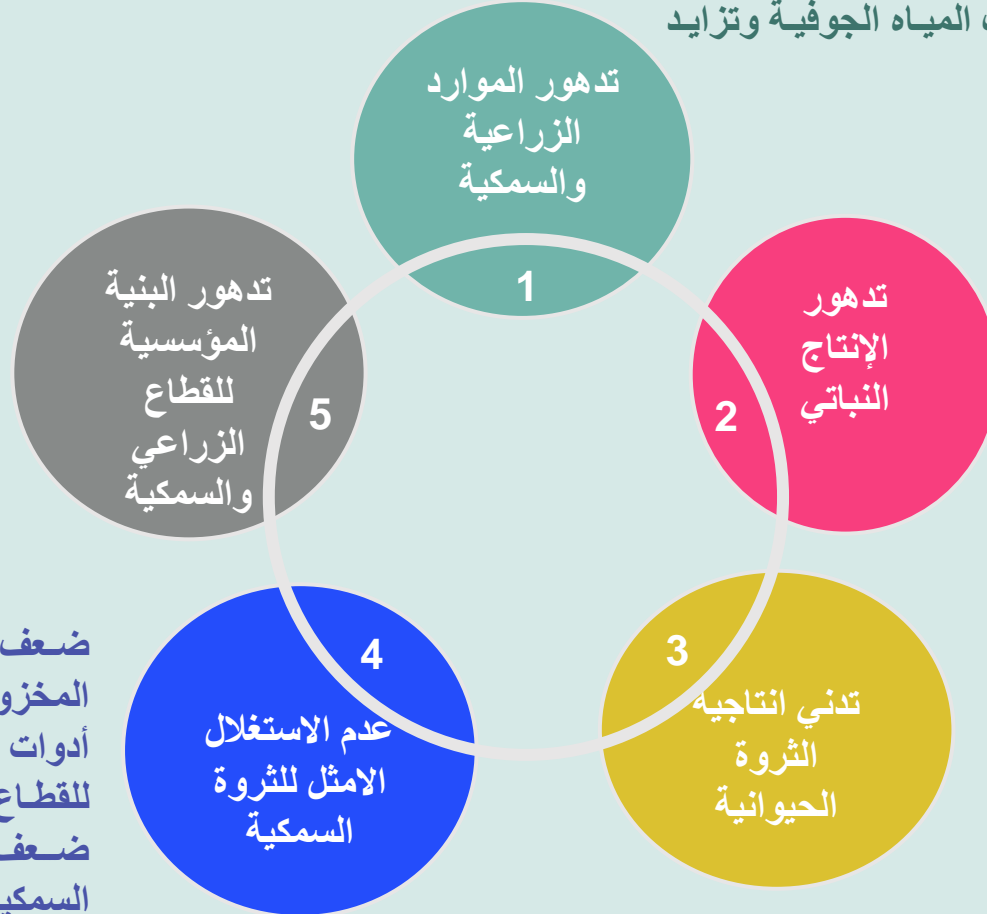 المياه الجوفية وتزايد
تدهور الموارد
الزراعية
والسمكية
1
تدهور
الإنتاج
النباتي
2
3
تدني انتاجية
الثروة
الحيوانية
4
عدم الاستغلال
الامثل للثروة
السمكية
تدهور البنية
المؤسسية
للقطاع
الزراعي
والسمكية
5
ضعف
أدوات
للقطاع
ضعف